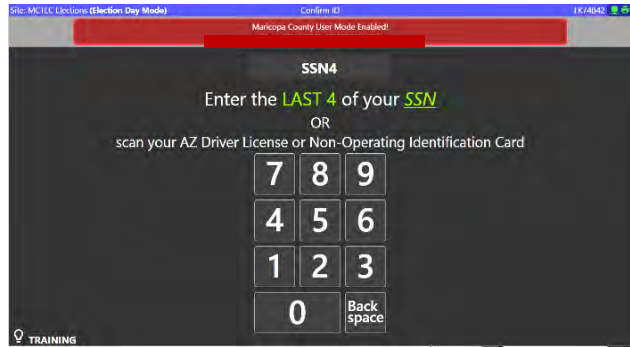 Site: MCTEC Elections (Election Day Mode) Confirm ID TX74842
Maricopa County User Mode Enabled!
SSN4
Enter the LAST 4 of your SSN
OR
scan your AZ Driver License or Non-Operating Identification Card
7 8 9
4 5 6
1 2 3
0 Back
space
TRAINING